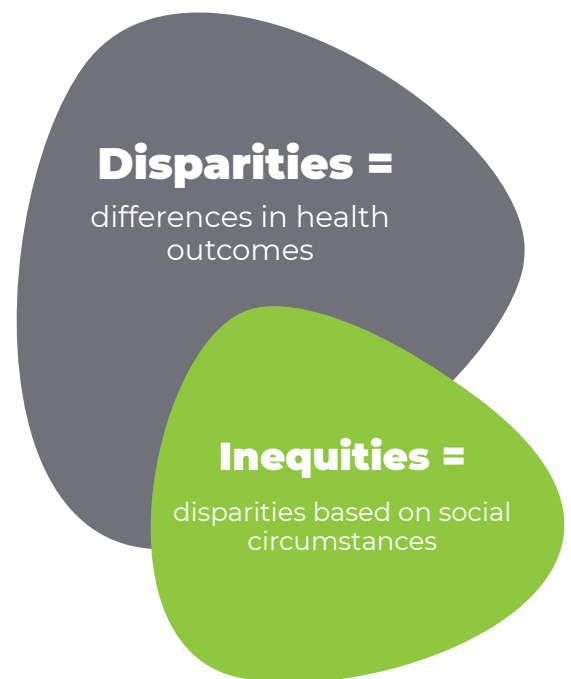 Disparities =
differences in health
outcomes
Inequities =
disparities based on social
circumstances